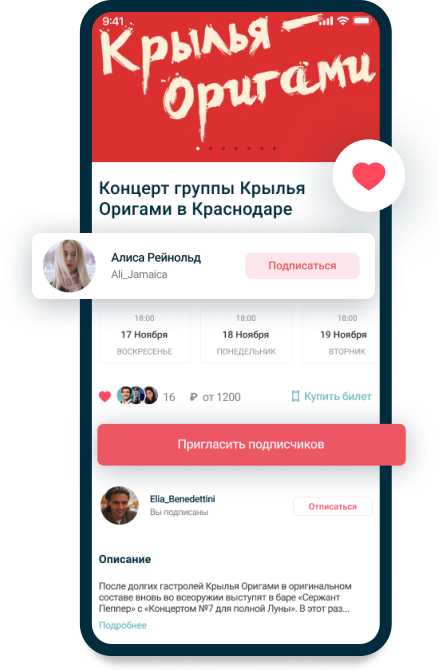 9:41
Крылья —
Оригами
Концерт группы Крылья
Оригами в Краснодаре
Алиса Рейнольд
Ali_Jamaica
Подписаться
18:00 18:00 18:00
17 Ноября 18 Ноября 19 Ноября
ВОСКРЕСЕНЬЕ ПОНЕДЕЛЬНИК ВТОРНИК
16 ₽ от 1200 Купить билет
Пригласить подписчиков
Elia_Benedettini
Вы подписаны
Отписаться
Описание
После долгих гастролей Крылья Оригами в оригинальном
составе вновь во всеоружии выступят в баре «Сержант
Пеппер» с «Концертом №7 для полной Луны». В этот раз...
Подробнее